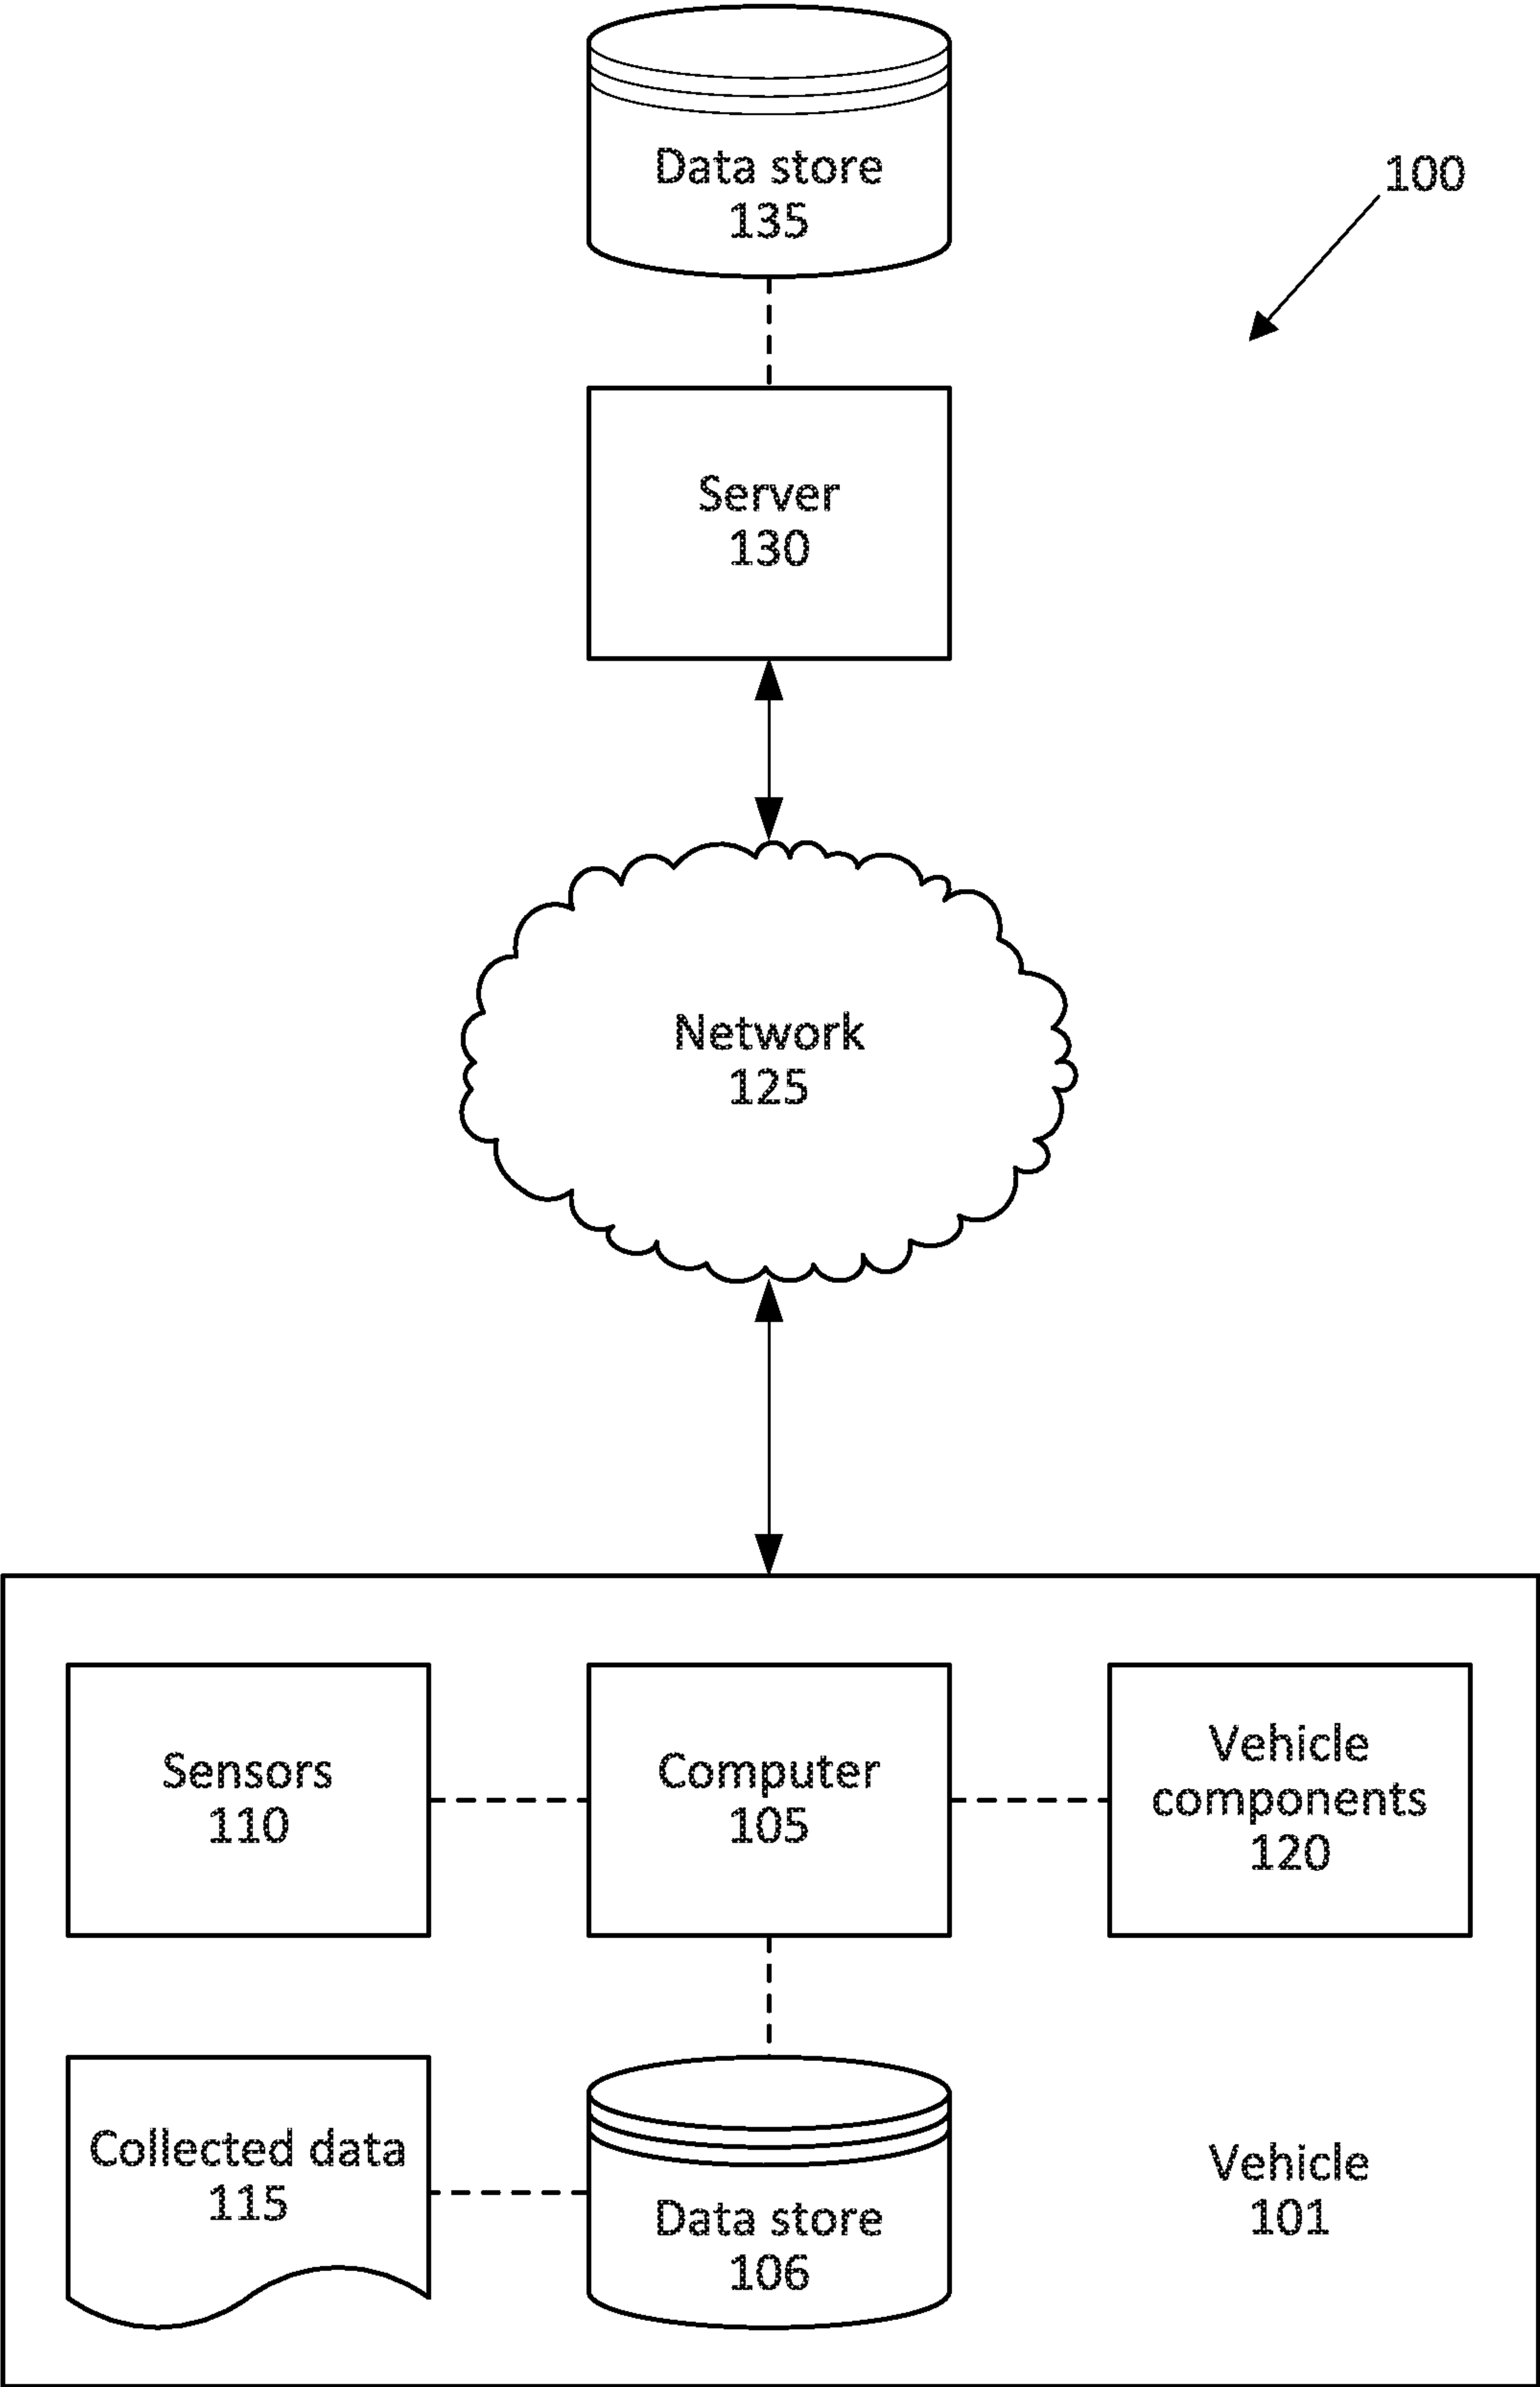 Data store
135
100
Server
130
Network
125
Sensors
110
Computer
105
Vehicle
components
120
Collected data
115
Data store
106
Vehicle
101